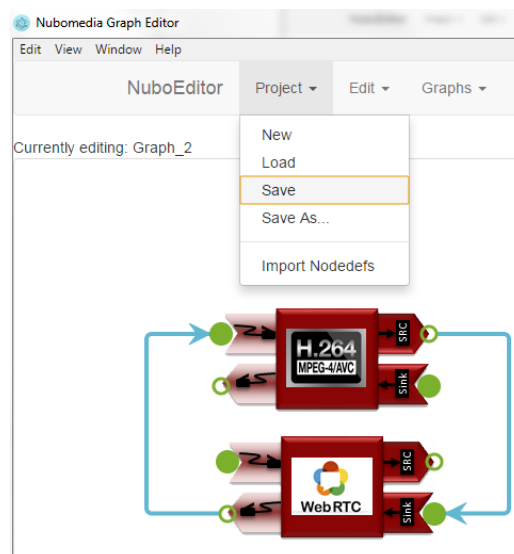 Nubomedia Graph Editor
Edit View Window Help
NuboEditor Project Edit Graphs
Currently editing: Graph_2
New
Load
Save
Save As...
Import Nodedefs
SRC
H.264
MPEG-4/AVC
Sink
SRC
WebRTC
Sink